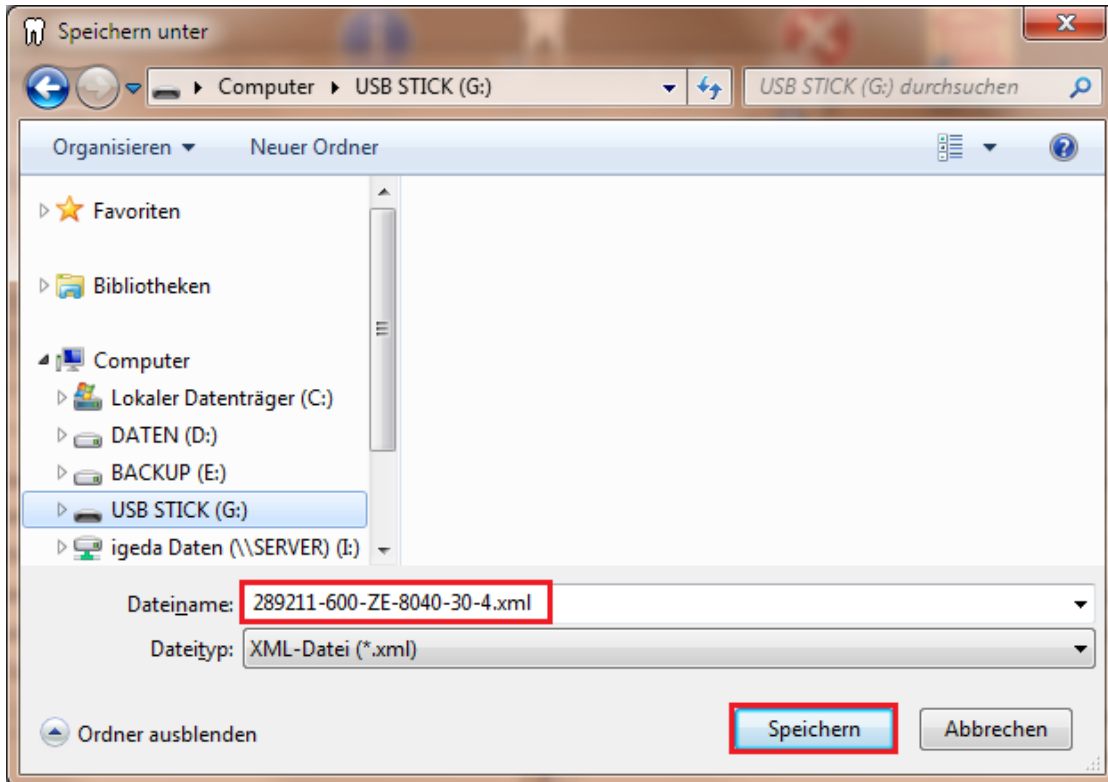 Speichern unter
Computer USB STICK (G:)
USB STICK (G:) durchsuchen
Organisieren Neuer Ordner
Favoriten
Bibliotheken
Computer
Lokaler Datenträger (C:)
DATEN (D:)
BACKUP (E:)
USB STICK (G:)
igeda Daten (\\SERVER) (I:)
Dateiname: 289211-600-ZE-8040-30-4.xml
Dateityp: XML-Datei (*.xml)
Ordner ausblenden
Speichern
Abbrechen